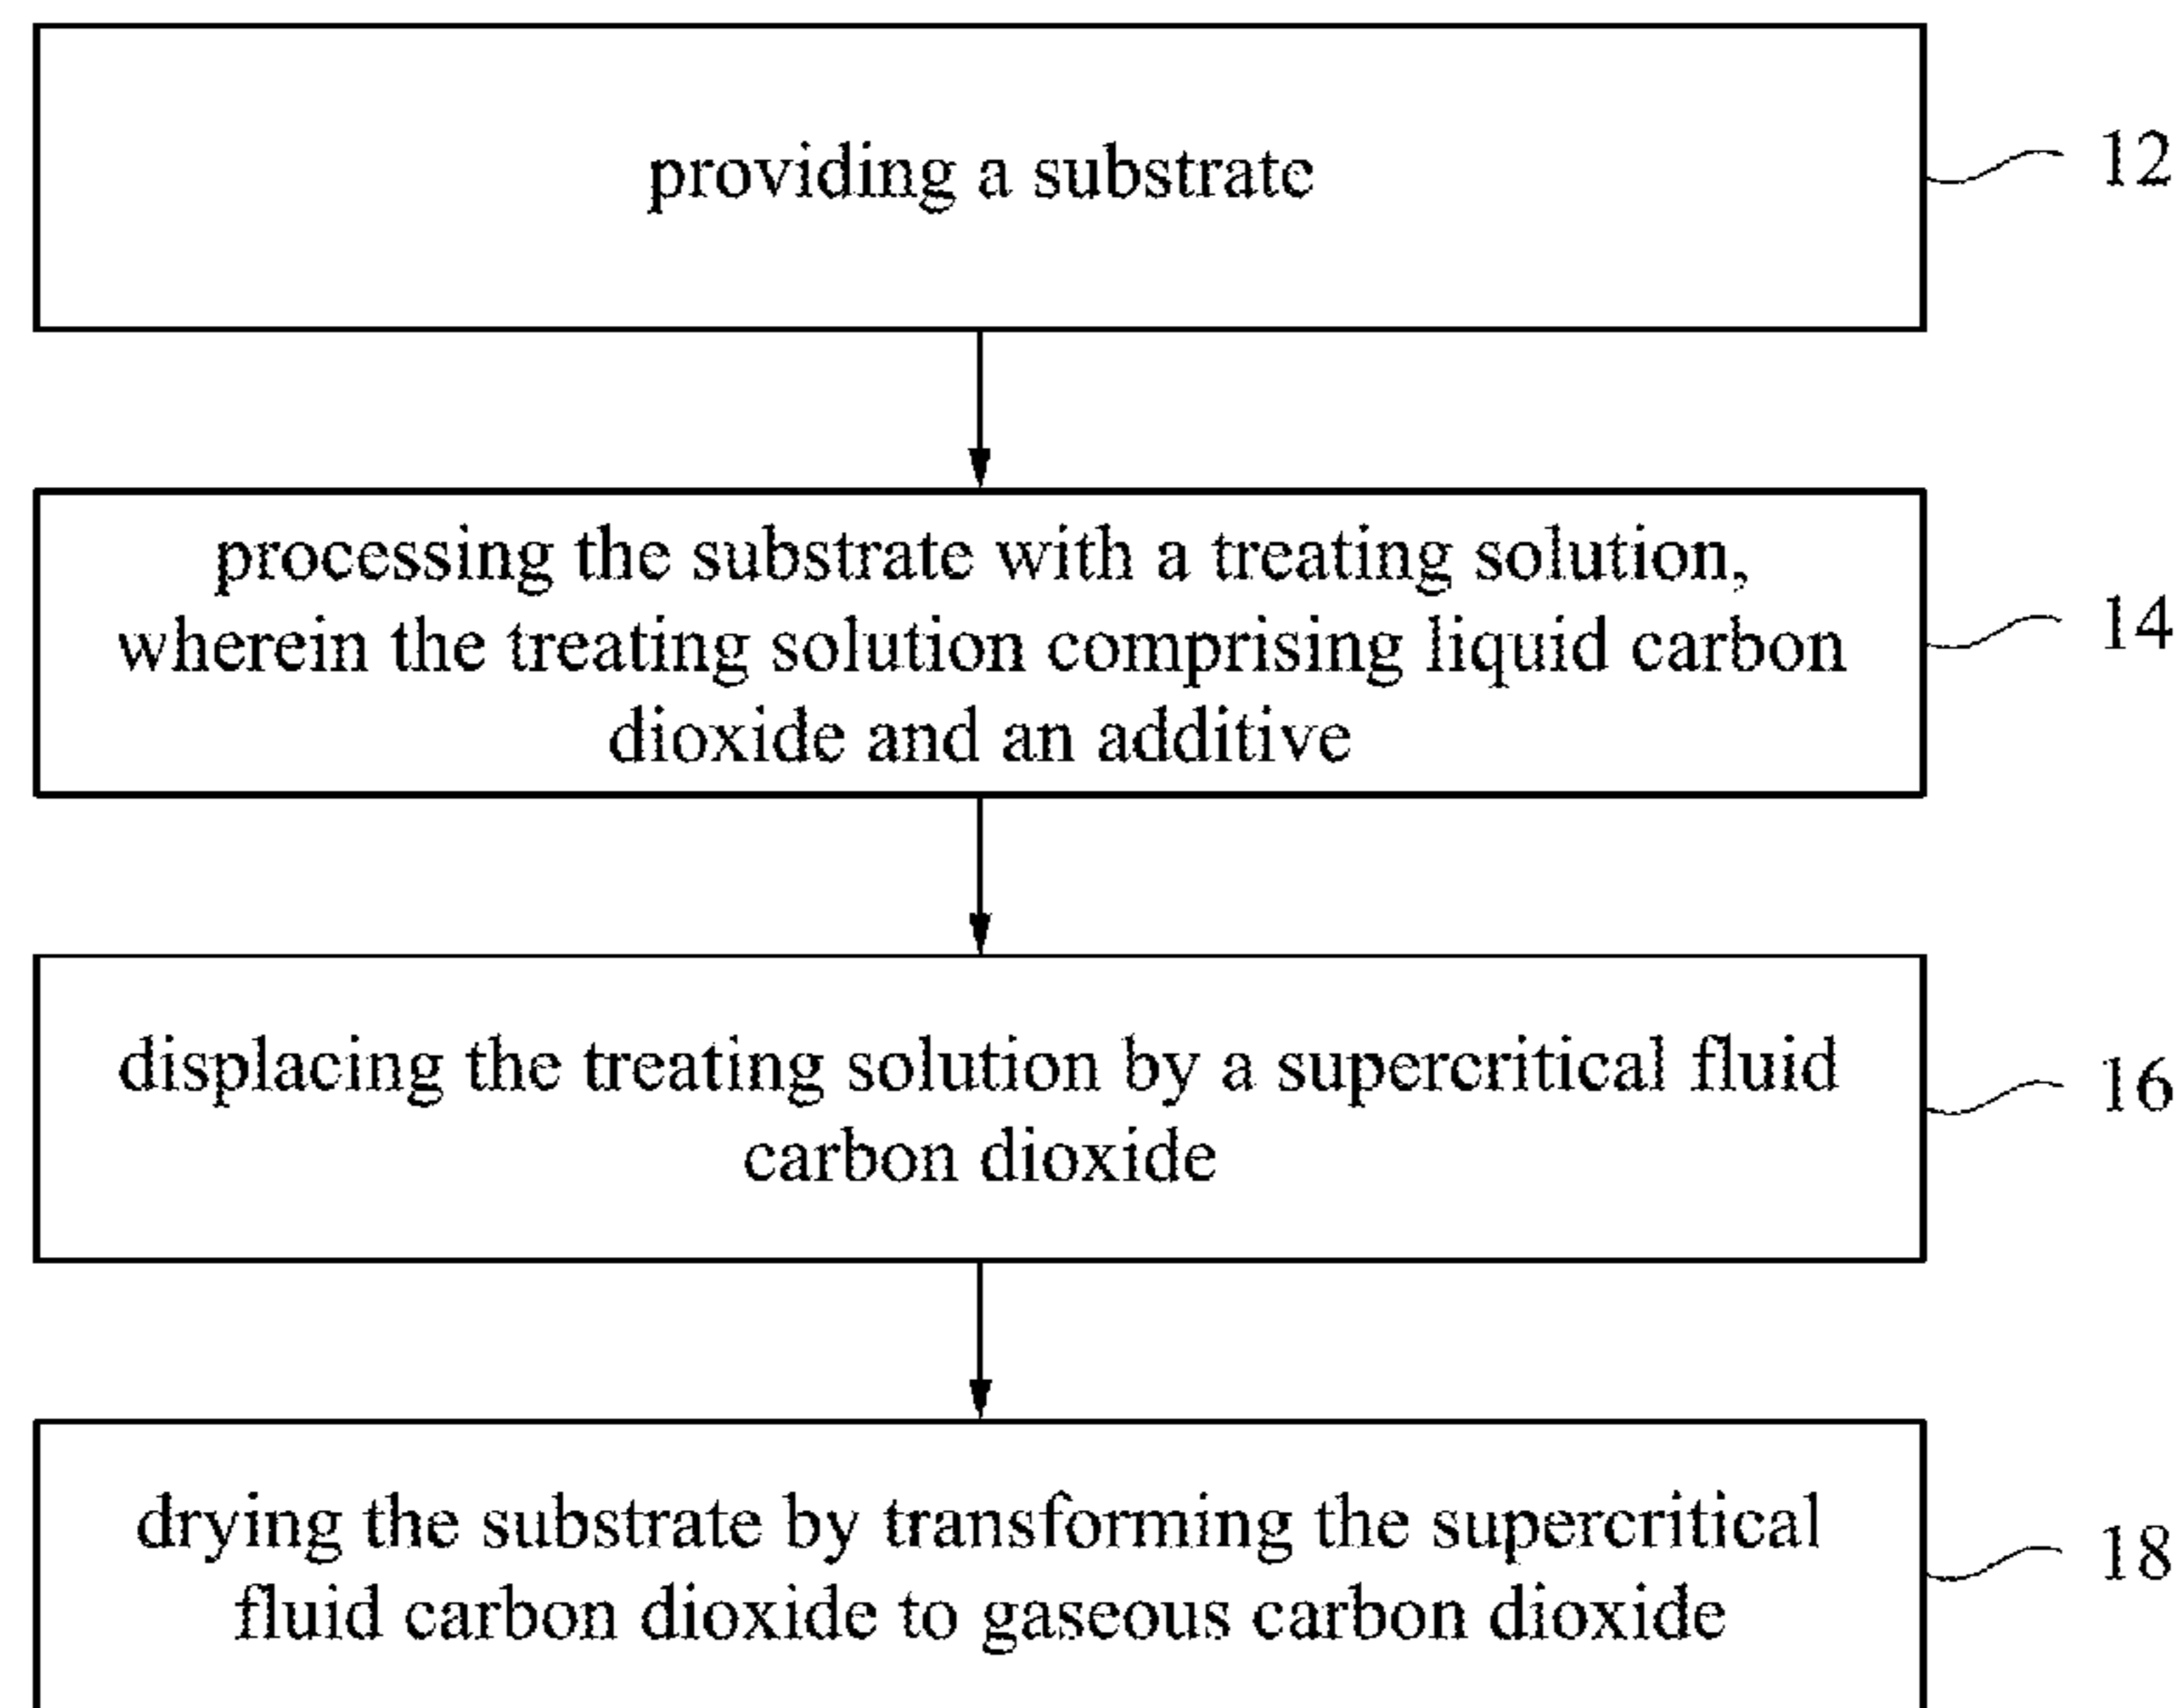 providing a substrate
12
processing the substrate with a treating solution,
wherein the treating solution comprising liquid carbon
dioxide and an additive
14
displacing the treating solution by a supercritical fluid
carbon dioxide
16
drying the substrate by transforming the supercritical
fluid carbon dioxide to gaseous carbon dioxide
18